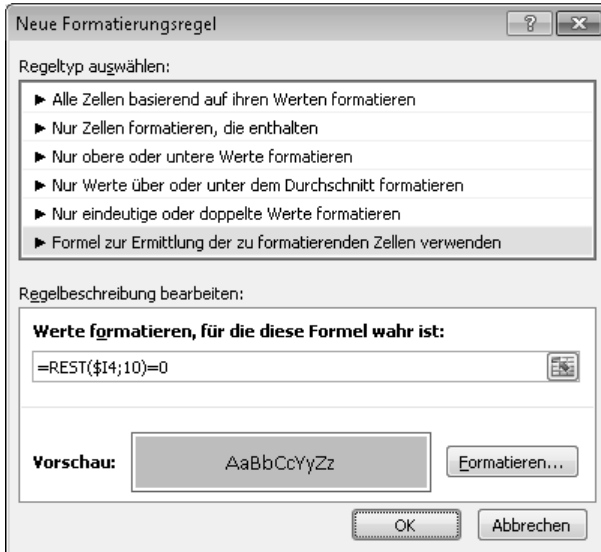 Neue Formatierungsregel
Regeltyp auswählen:
► Alle Zellen basierend auf ihren Werten formatieren
► Nur Zellen formatieren, die enthalten
► Nur obere oder untere Werte formatieren
► Nur Werte über oder unter dem Durchschnitt formatieren
► Nur eindeutige oder doppelte Werte formatieren
► Formel zur Ermittlung der zu formatierenden Zellen verwenden
Regelbeschreibung bearbeiten:
Werte formatieren, für die diese Formel wahr ist:
=REST($I4;10)=0
Vorschau: AaBbCcYyZz Formatieren...
OK Abbrechen